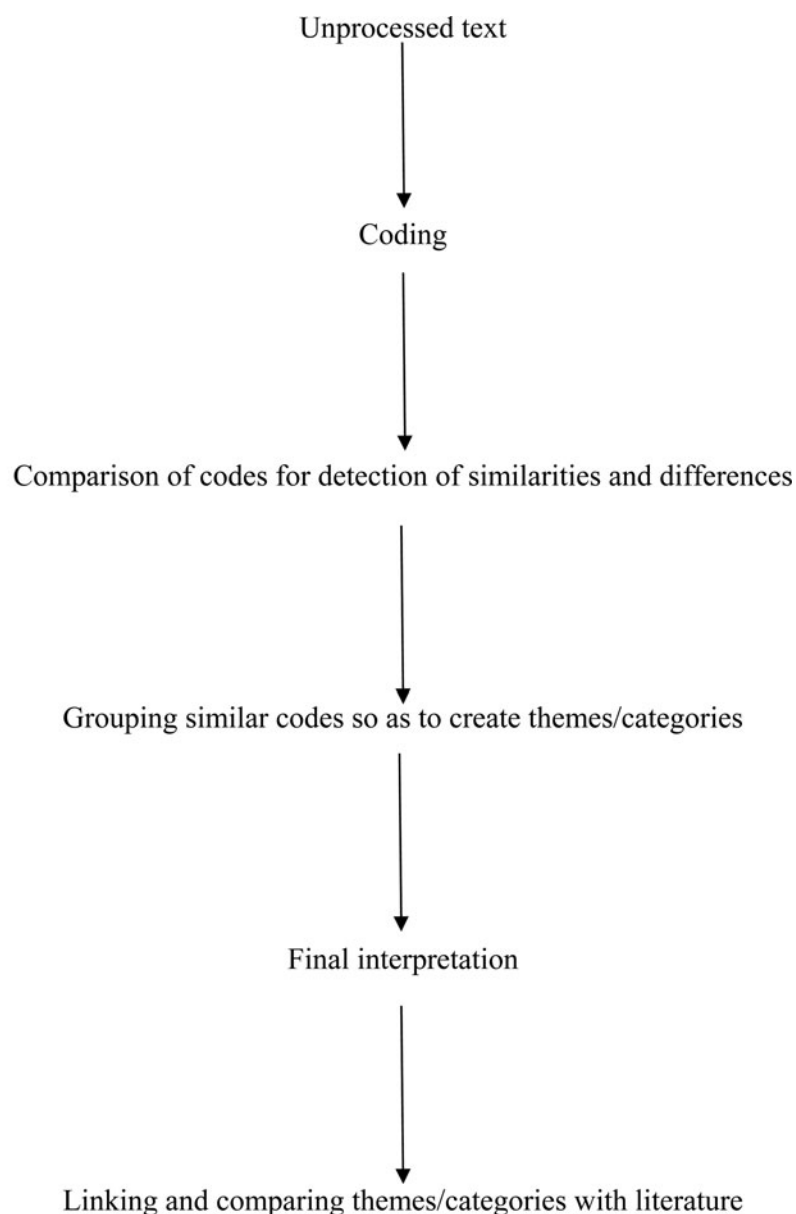 Unprocessed text
Coding
Comparison of codes for detection of similarities and differences
Grouping similar codes so as to create themes/categories
Final interpretation
Linking and comparing themes/categories with literature